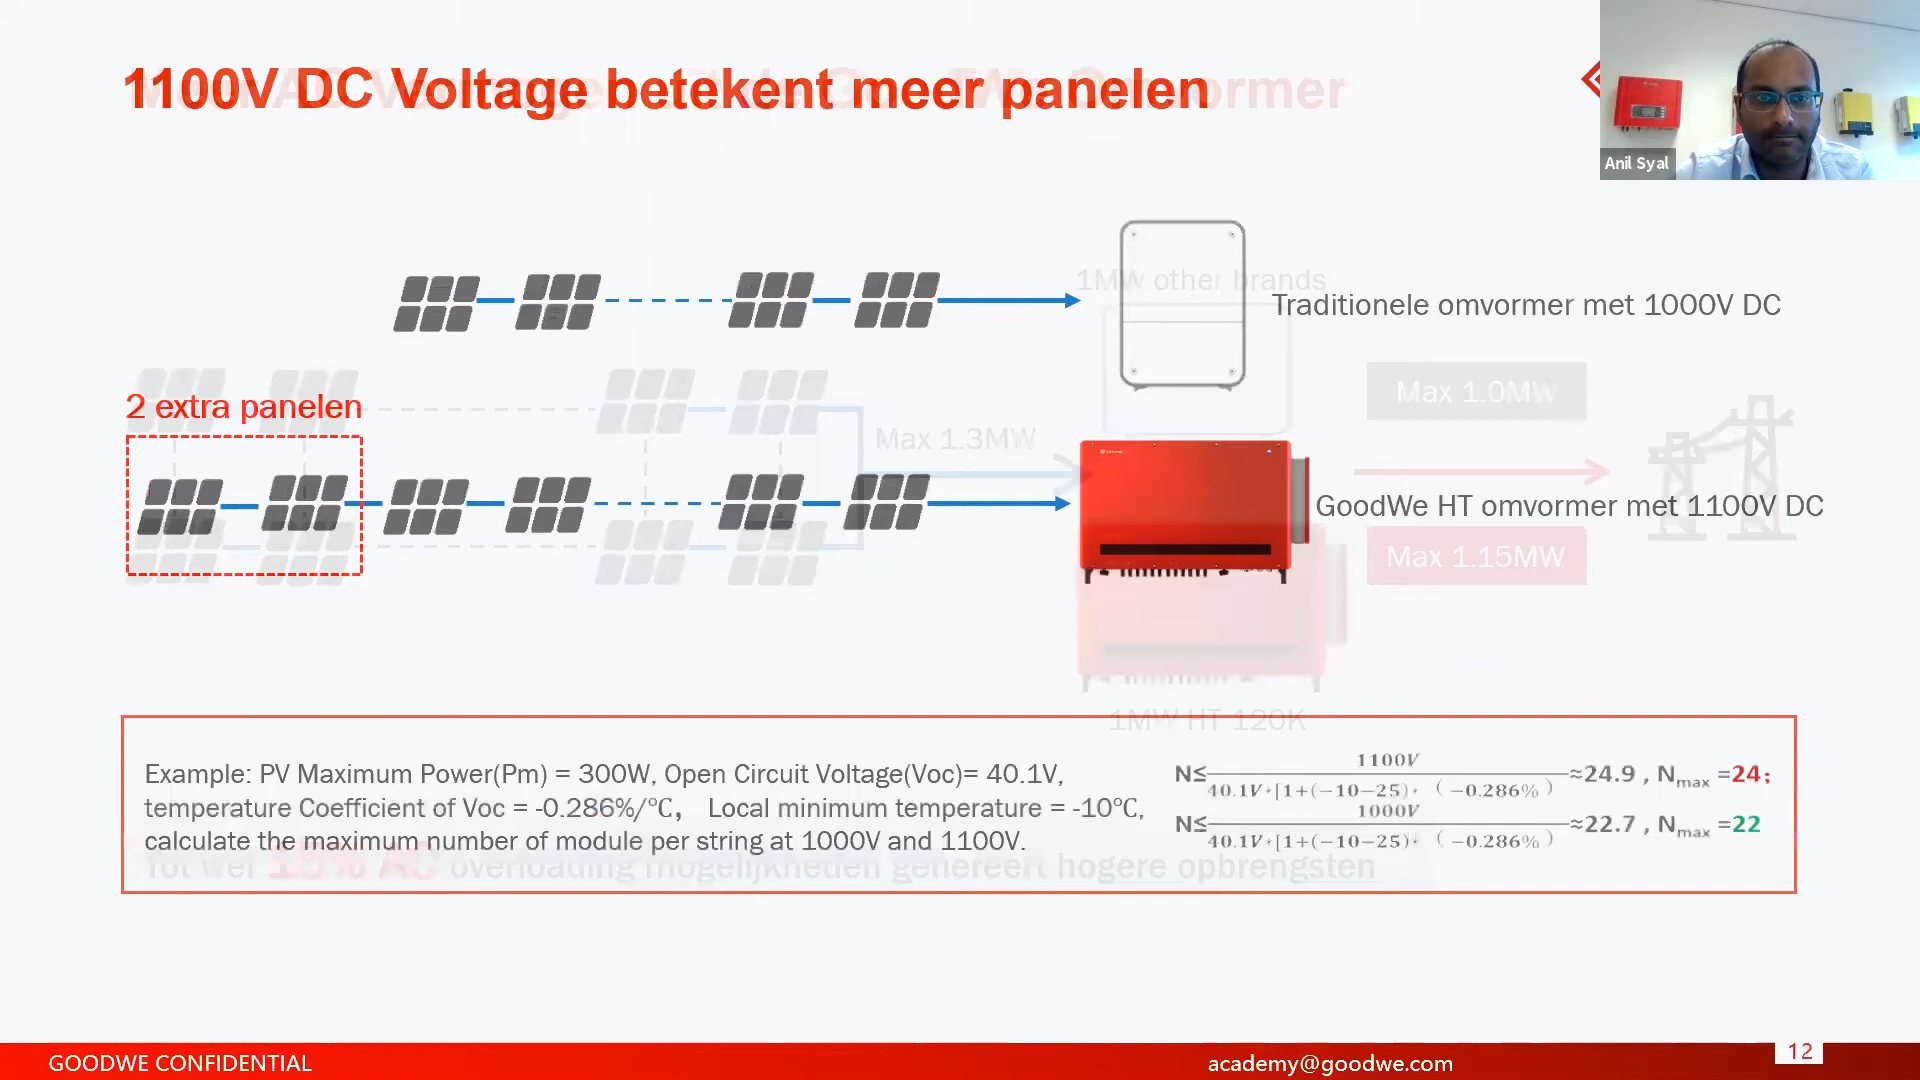 1100V DC Voltage betekent meer panelen
Anil Syal
1MW other brands
Traditionele omvormer met 1000V DC
Max 1.0MW
2 extra panelen
Max 1.3MW
GoodWe HT omvormer met 1100V DC
Max 1.15MW
1MW HT 120K
Example: PV Maximum Power(Pm) = 300W, Open Circuit Voltage(Voc)= 40.1V,
temperature Coefficient of Voc = -0.286%/℃, Local minimum temperature = -10℃,
calculate the maximum number of module per string at 1000V and 1100V.
N≤ 1100V / 40.1V·[1+(−10−25)· （−0.286%） ≈24.9 , Nmax =24;
N≤ 1000V / 40.1V·[1+(−10−25)· （−0.286%） ≈22.7 , Nmax =22
Tot wel 15% AC overloading mogelijkheden genereert hogere opbrengsten
GOODWE CONFIDENTIAL
academy@goodwe.com
12